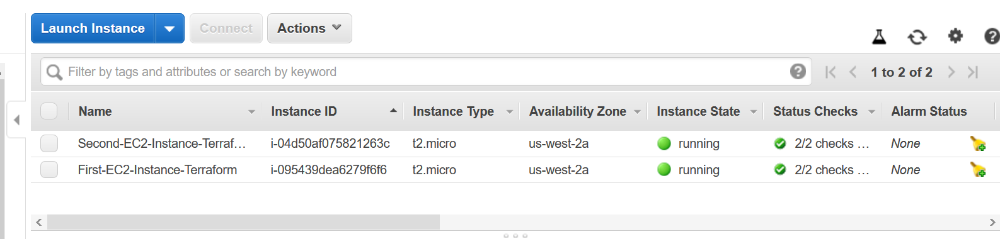 Launch Instance Connect Actions
Filter by tags and attributes or search by keyword ? 1 to 2 of 2
Name Instance ID Instance Type Availability Zone Instance State Status Checks Alarm Status
Second-EC2-Instance-Terraf... i-04d50af075821263c t2.micro us-west-2a running 2/2 checks ... None
First-EC2-Instance-Terraform i-095439dea6279f6f6 t2.micro us-west-2a running 2/2 checks ... None